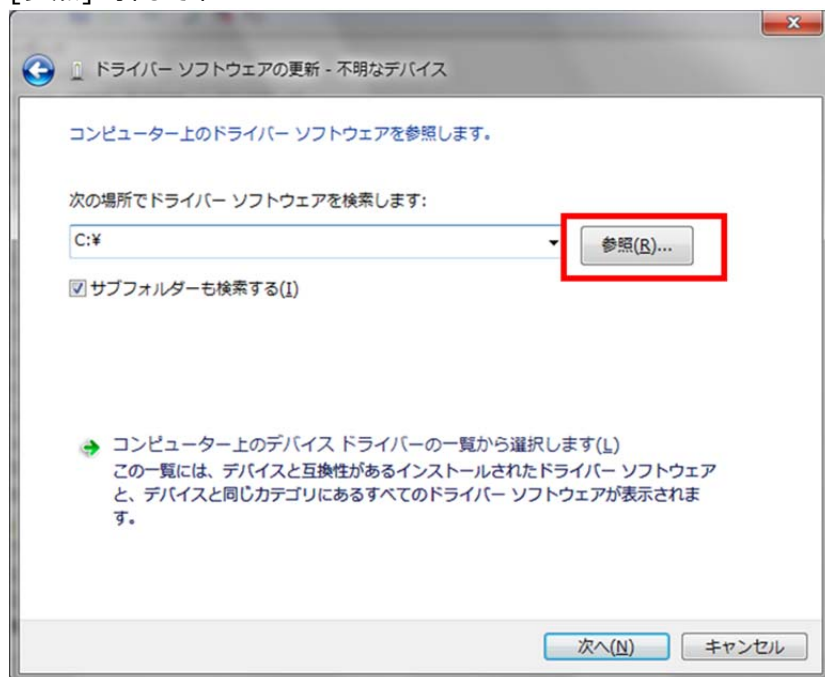 ドライバー ソフトウェアの更新 - 不明なデバイス
コンピューター上のドライバー ソフトウェアを参照します。
次の場所でドライバー ソフトウェアを検索します:
C:¥
参照(R)...
サブフォルダーも検索する(I)
コンピューター上のデバイス ドライバーの一覧から選択します(L)
この一覧には、デバイスと互換性があるインストールされたドライバー ソフトウェア
と、デバイスと同じカテゴリにあるすべてのドライバー ソフトウェアが表示されま
す。
次へ(N)
キャンセル